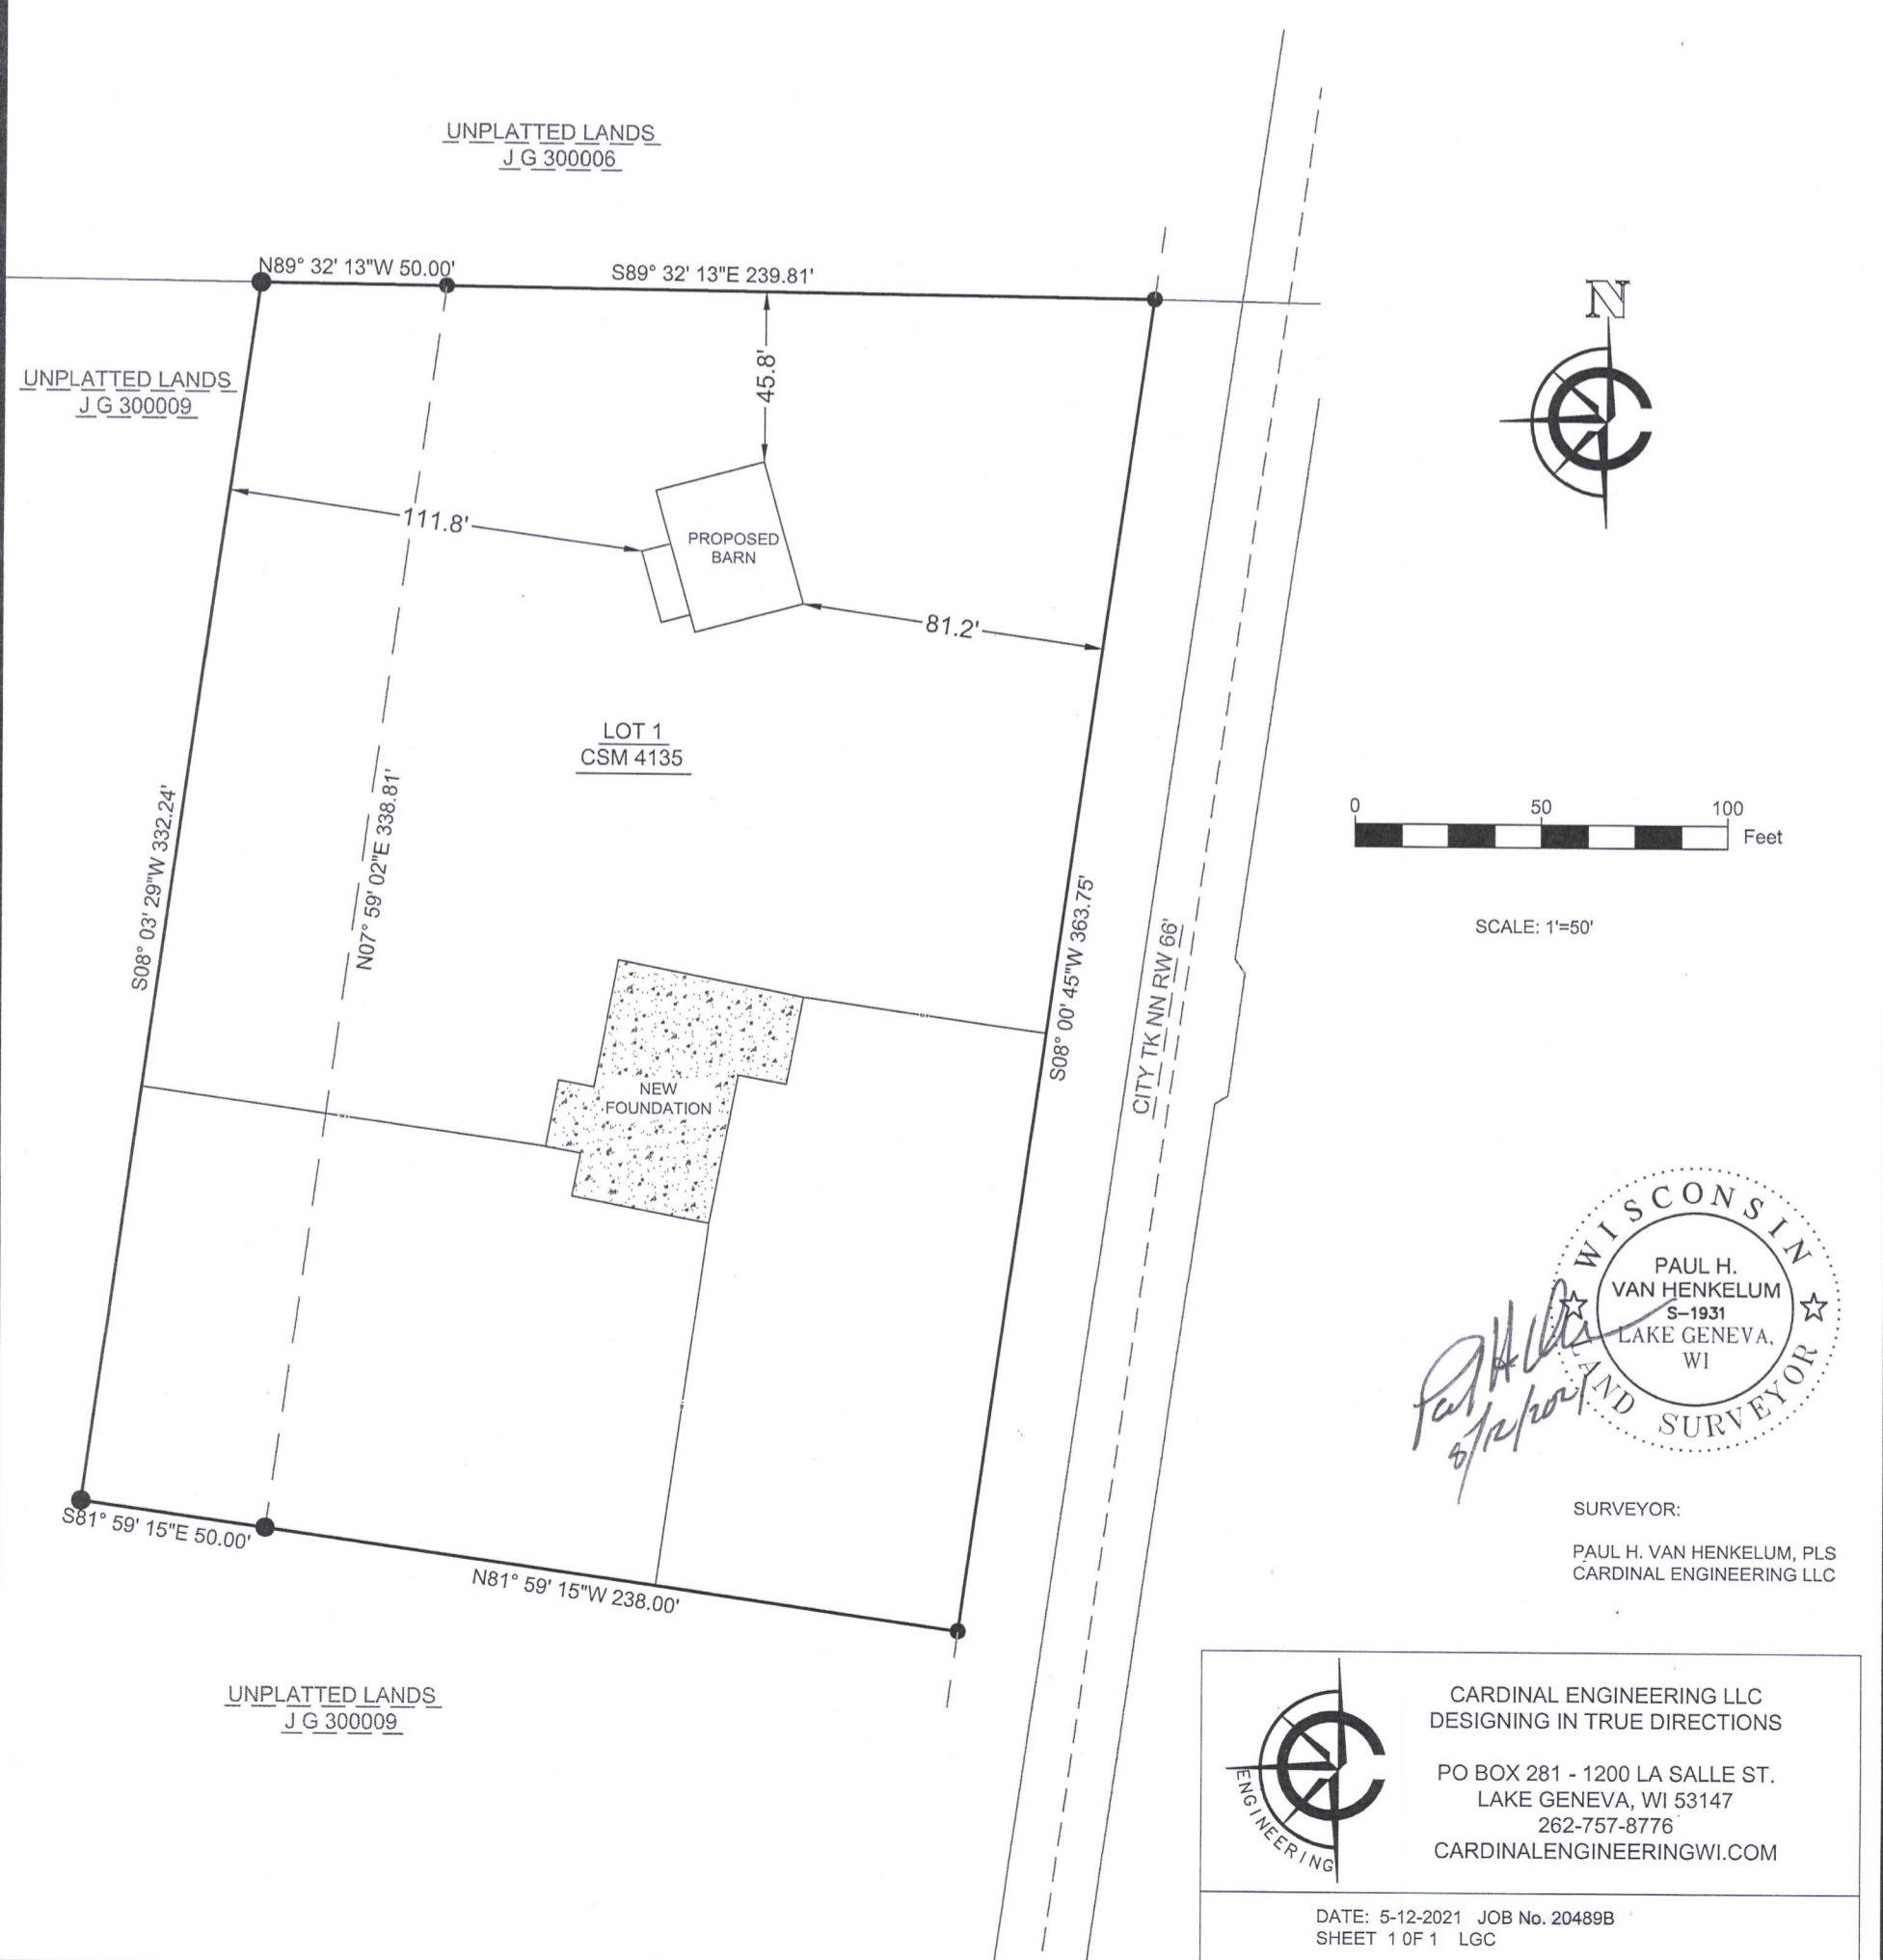 UNPLATTED LANDS
J G 300006
N89° 32' 13"W 50.00'
S89° 32' 13"E 239.81'
N
45.8'
UNPLATTED LANDS
J G 300009
111.8'
PROPOSED
BARN
81.2'
LOT 1
CSM 4135
0 50 100
Feet
SCALE: 1'=50'
S08° 03' 29"W 332.24'
N07° 59' 02"E 338.81'
S08° 00' 45"W 363.75'
CITY TK NN RW 66'
NEW
FOUNDATION
WISCONSIN
PAUL H.
VAN HENKELUM
S-1931
LAKE GENEVA,
WI
LAND SURVEYOR
8/12/2021
S81° 59' 15"E 50.00'
N81° 59' 15"W 238.00'
SURVEYOR:
PAUL H. VAN HENKELUM, PLS
CARDINAL ENGINEERING LLC
UNPLATTED LANDS
J G 300009
ENGINEERING
CARDINAL ENGINEERING LLC
DESIGNING IN TRUE DIRECTIONS
PO BOX 281 - 1200 LA SALLE ST.
LAKE GENEVA, WI 53147
262-757-8776
CARDINALENGINEERINGWI.COM
DATE: 5-12-2021 JOB No. 20489B
SHEET 1 OF 1 LGC